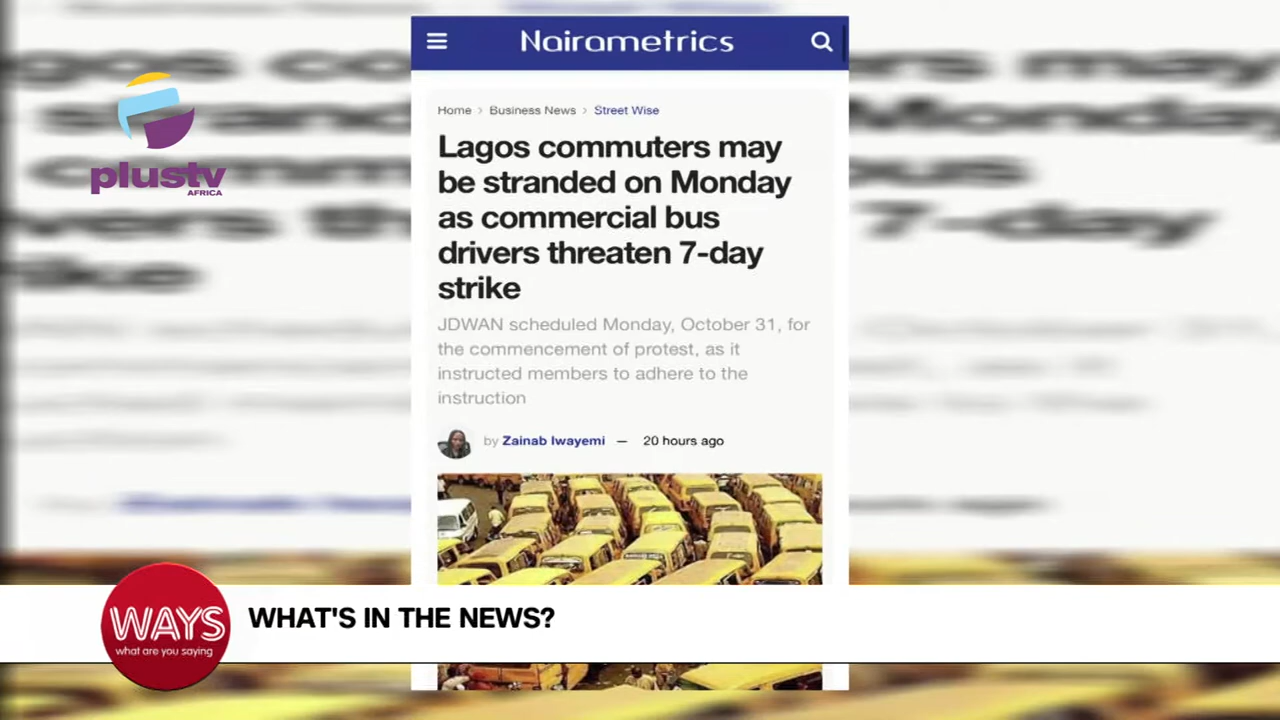 Nairametrics
Home > Business News > Street Wise
Lagos commuters may
be stranded on Monday
as commercial bus
drivers threaten 7-day
strike
JDWAN scheduled Monday, October 31, for
the commencement of protest, as it
instructed members to adhere to the
instruction
by Zainab Iwayemi — 20 hours ago
plustv
AFRICA
WAYS
what are you saying
WHAT'S IN THE NEWS?